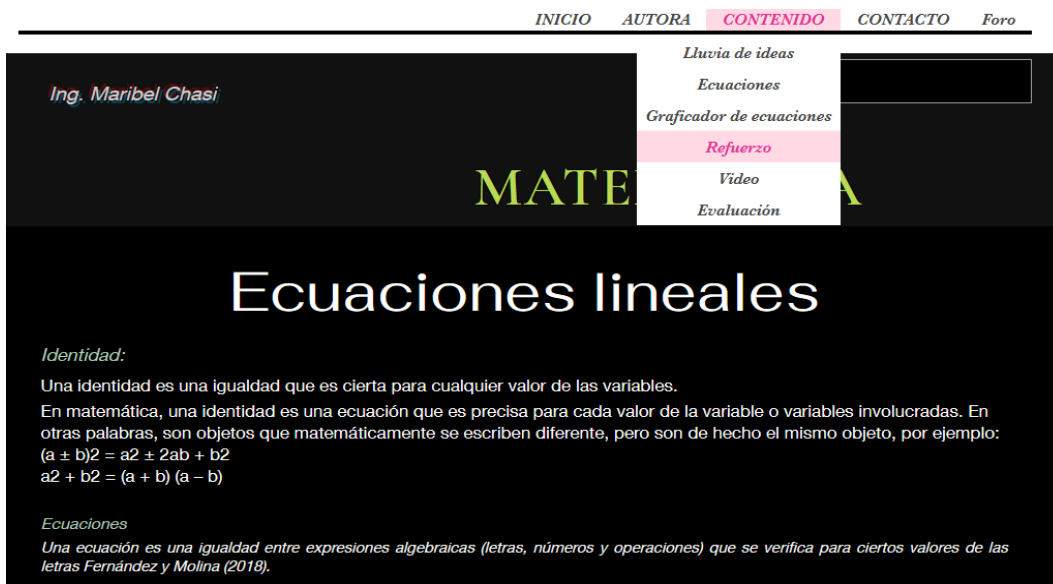 INICIO AUTORA CONTENIDO CONTACTO Foro
Lluvia de ideas
Ecuaciones
Graficador de ecuaciones
Refuerzo
Video
Evaluación
Ing. Maribel Chasi
MATE A
Ecuaciones lineales
Identidad:
Una identidad es una igualdad que es cierta para cualquier valor de las variables.
En matemática, una identidad es una ecuación que es precisa para cada valor de la variable o variables involucradas. En
otras palabras, son objetos que matemáticamente se escriben diferente, pero son de hecho el mismo objeto, por ejemplo:
(a ± b)2 = a2 ± 2ab + b2
a2 + b2 = (a + b) (a – b)
Ecuaciones
Una ecuación es una igualdad entre expresiones algebraicas (letras, números y operaciones) que se verifica para ciertos valores de las
letras Fernández y Molina (2018).